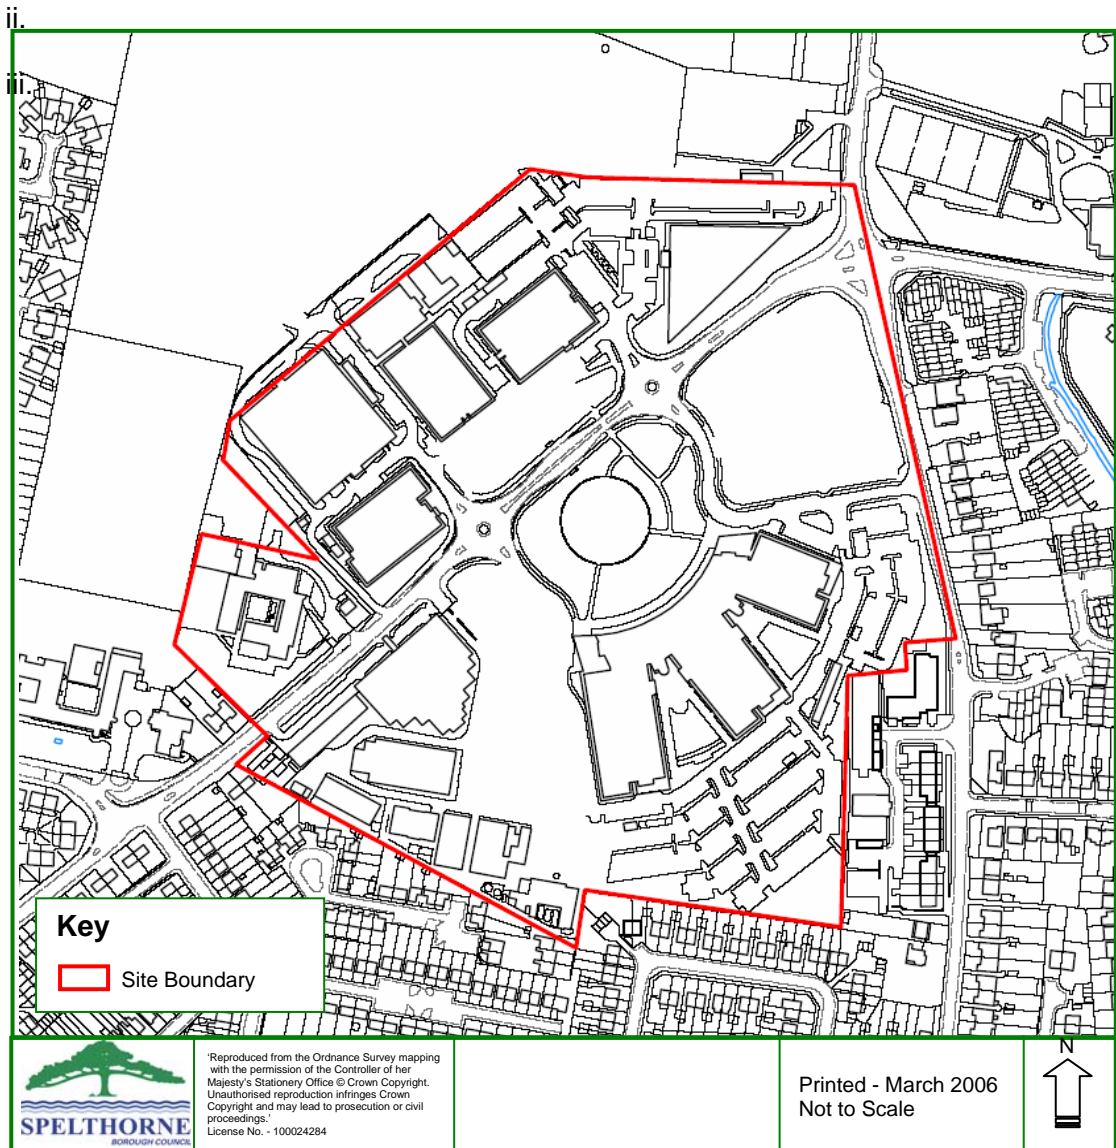 ii.
iii.
Key
Site Boundary
SPELTHORNE
BOROUGH COUNCIL
'Reproduced from the Ordnance Survey mapping
with the permission of the Controller of her
Majesty's Stationery Office © Crown Copyright.
Unauthorised reproduction infringes Crown
Copyright and may lead to prosecution or civil
proceedings.'
License No. - 100024284
Printed - March 2006
Not to Scale
N